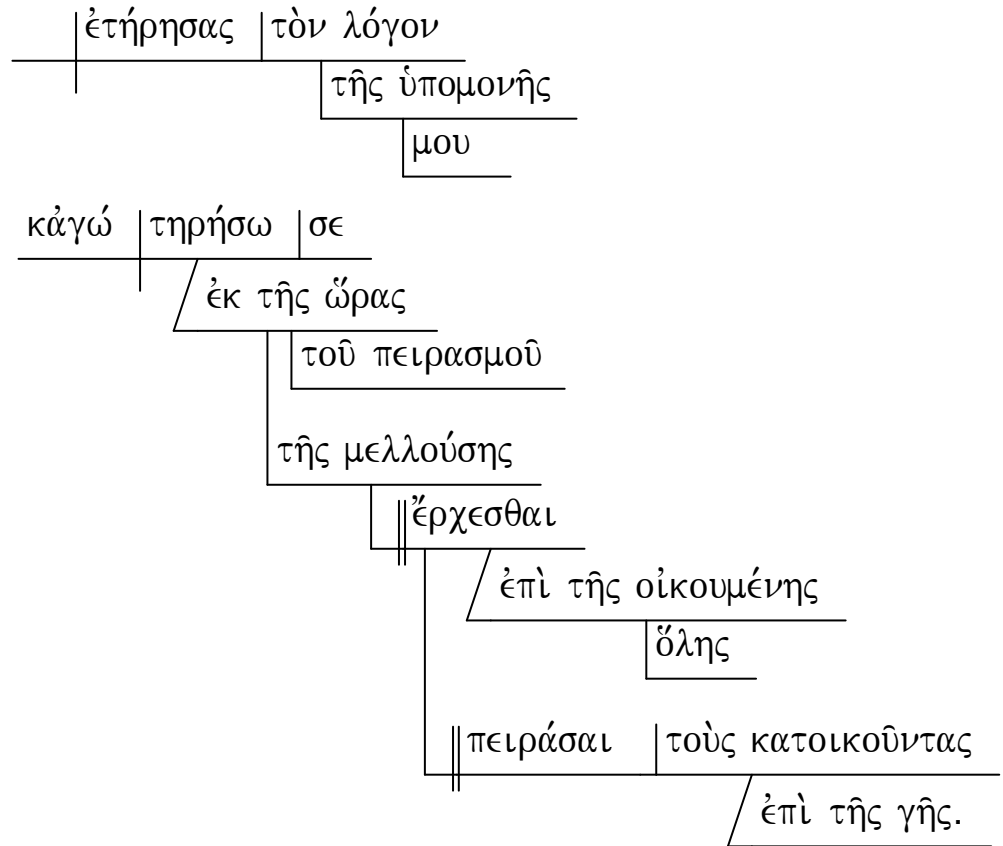 ἐτήρησας τὸν λόγον
τῆς ὑπομονῆς
μου
κἀγώ τηρήσω σε
ἐκ τῆς ὥρας
τοῦ πειρασμοῦ
τῆς μελλούσης
ἔρχεσθαι
ἐπὶ τῆς οἰκουμένης
ὅλης
πειράσαι τοὺς κατοικοῦντας
ἐπὶ τῆς γῆς.